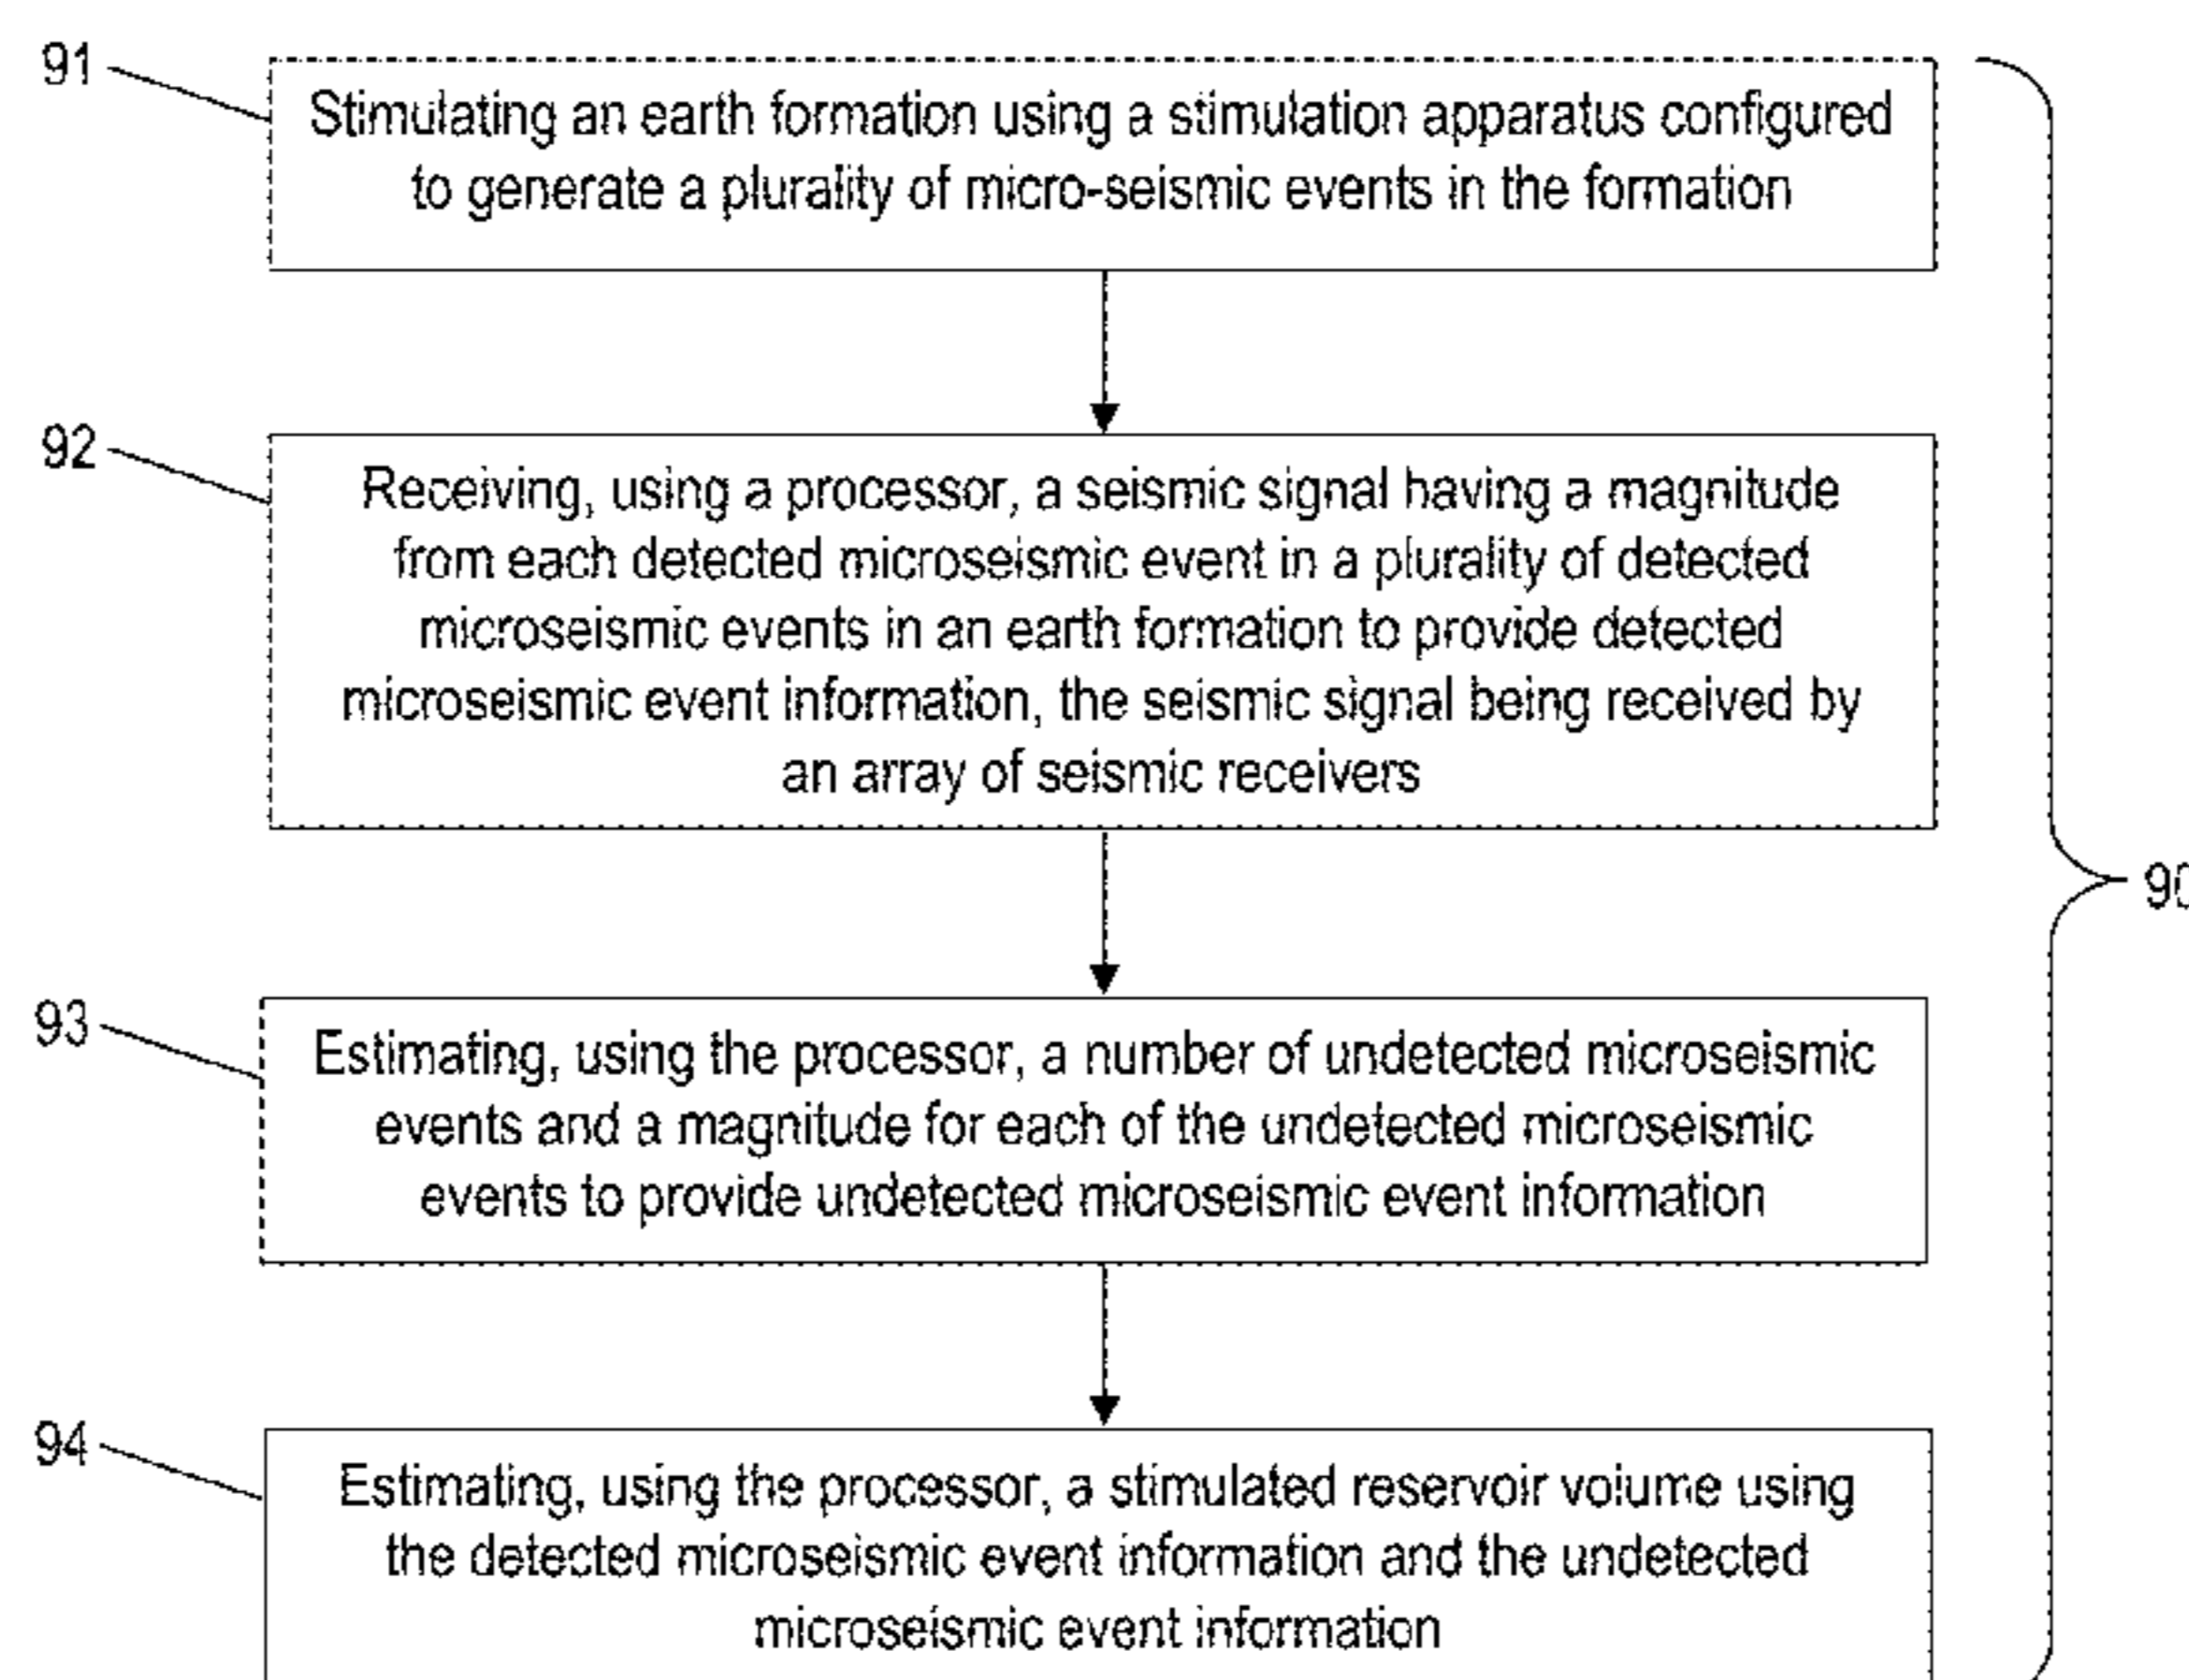 91
Stimulating an earth formation using a stimulation apparatus configured
to generate a plurality of micro-seismic events in the formation
92
Receiving, using a processor, a seismic signal having a magnitude
from each detected microseismic event in a plurality of detected
microseismic events in an earth formation to provide detected
microseismic event information, the seismic signal being received by
an array of seismic receivers
90
93
Estimating, using the processor, a number of undetected microseismic
events and a magnitude for each of the undetected microseismic
events to provide undetected microseismic event information
94
Estimating, using the processor, a stimulated reservoir volume using
the detected microseismic event information and the undetected
microseismic event information